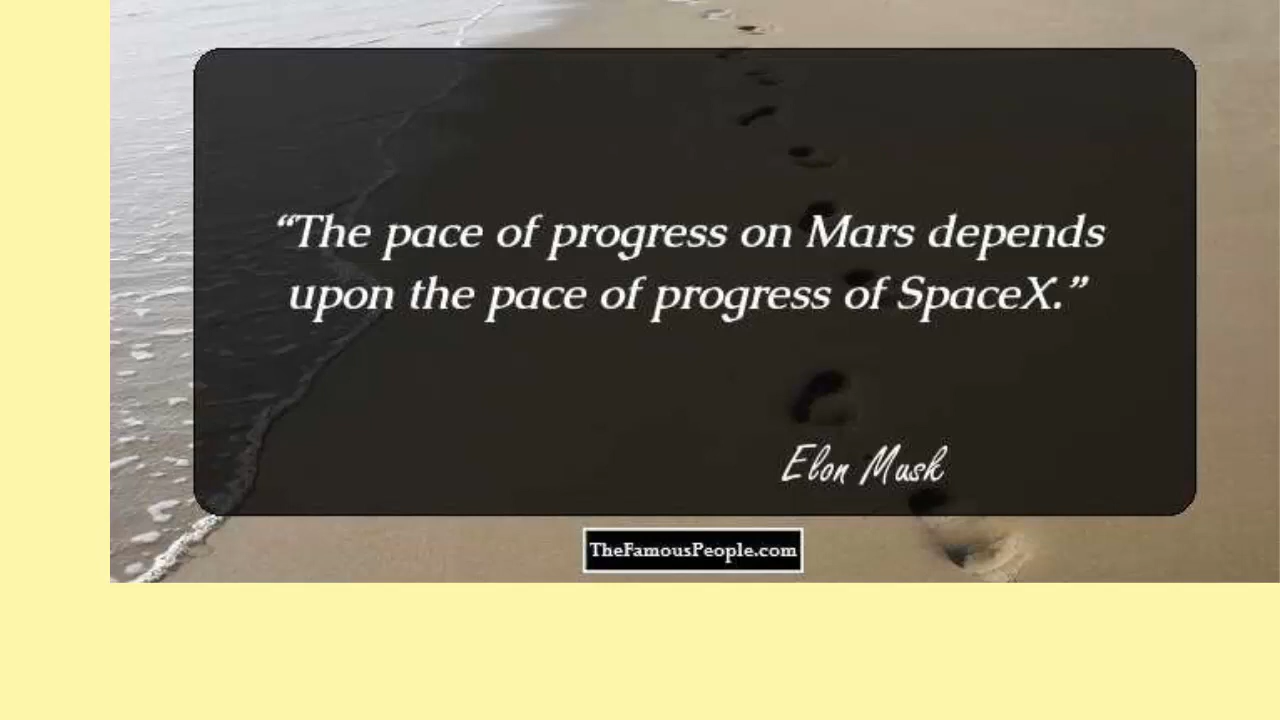 “The pace of progress on Mars depends
upon the pace of progress of SpaceX.”
Elon Musk
TheFamousPeople.com